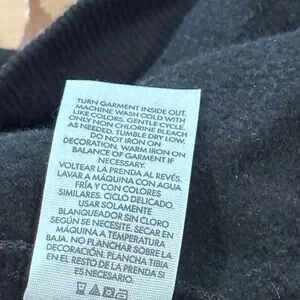 TURN GARMENT INSIDE OUT.
MACHINE WASH COLD WITH
LIKE COLORS. GENTLE CYCLE.
ONLY NON CHLORINE BLEACH
AS NEEDED. TUMBLE DRY LOW.
DO NOT IRON ON
DECORATION, WARM IRON ON
BALANCE OF GARMENT IF
NECESSARY.
VOLTEAR LA PRENDA AL REVÉS.
LAVAR A MÁQUINA CON AGUA
FRÍA Y CON COLORES
SIMILARES. CICLO DELICADO.
USAR SOLAMENTE
BLANQUEADOR SIN CLORO
SEGÚN SE NECESITE. SECAR EN
MÁQUINA A TEMPERATURA
BAJA. NO PLANCHAR SOBRE LA
DECORACIÓN. PLANCHA TIBIA
EN EL RESTO DE LA PRENDA SI
ES NECESARIO.